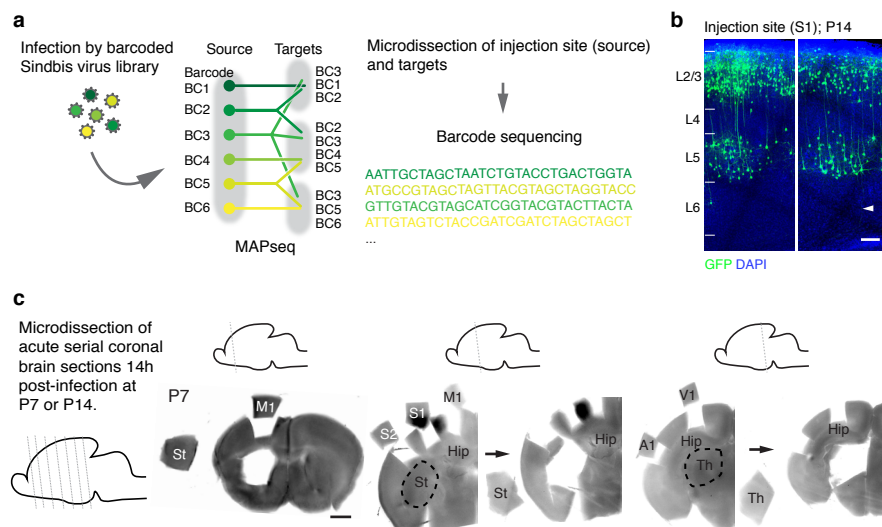 a
Infection by barcoded
Sindbis virus library
Source
Targets
Barcode
BC1
BC2
BC3
BC4
BC5
BC6
BC3
BC1
BC2
BC2
BC3
BC4
BC5
BC3
BC5
BC6
MAPseq
Microdissection of injection site (source)
and targets
Barcode sequencing
AATTGCTAGCTAATCTGTACCTGACTGGTA
ATGCCGTAGCTAGTTACGTAGCTAGGTACC
GTTGTACGTAGCATCGGTACGTACTTACTA
ATTGTAGTCTACCGATCGATCTAGCTAGCT
...
b
Injection site (S1); P14
L2/3
L4
L5
L6
GFP DAPI
c
Microdissection of
acute serial coronal
brain sections 14h
post-infection at
P7 or P14.
P7
M1
St
S2
S1
M1
Hip
St
St
Hip
V1
A1
Hip
Th
Th
Hip